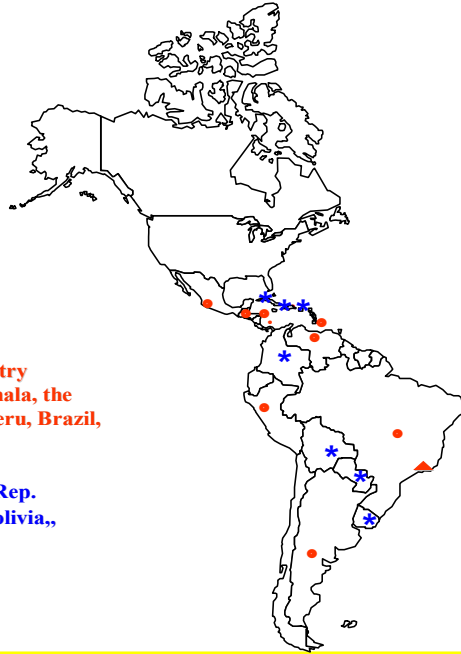 try
nala, the
eru, Brazil,
Rep.
olivia,,